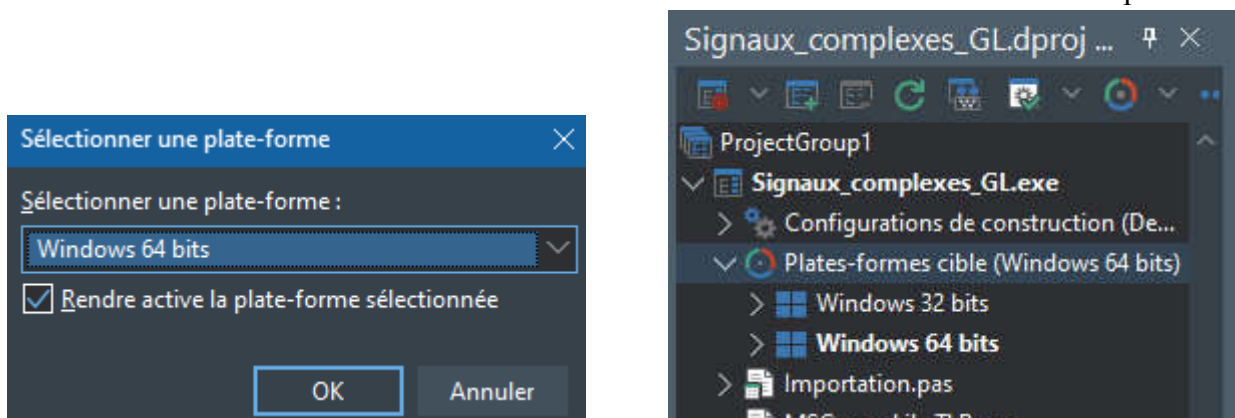 Sélectionner une plate-forme
Sélectionner une plate-forme :
Windows 64 bits
Rendre active la plate-forme sélectionnée
OK
Annuler
Signaux_complexes_GL.dproj ...
ProjectGroup1
Signaux_complexes_GL.exe
Configurations de construction (De...
Plates-formes cible (Windows 64 bits)
Windows 32 bits
Windows 64 bits
Importation.pas